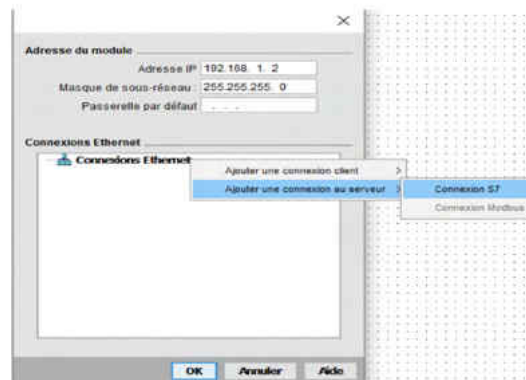 Adresse du module
Adresse IP 192.168. 1. 2
Masque de sous-réseau: 255.255.255. 0
Passerelle par défaut . . .
Connexions Ethernet
Connexions Ethernet
Ajouter une connexion client >
Ajouter une connexion au serveur >
Connexion S7
Connexion Modbus
OK Annuler Aide